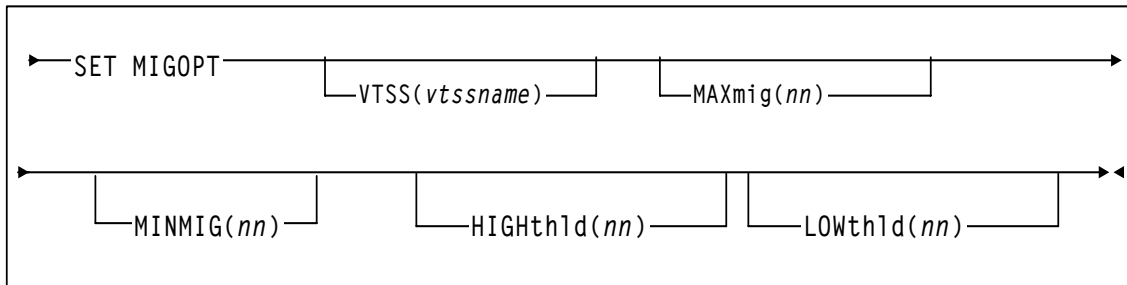 SET MIGOPT
VTSS(vtssname) MAXmig(nn)
MINMIG(nn) HIGHthld(nn) LOWthld(nn)